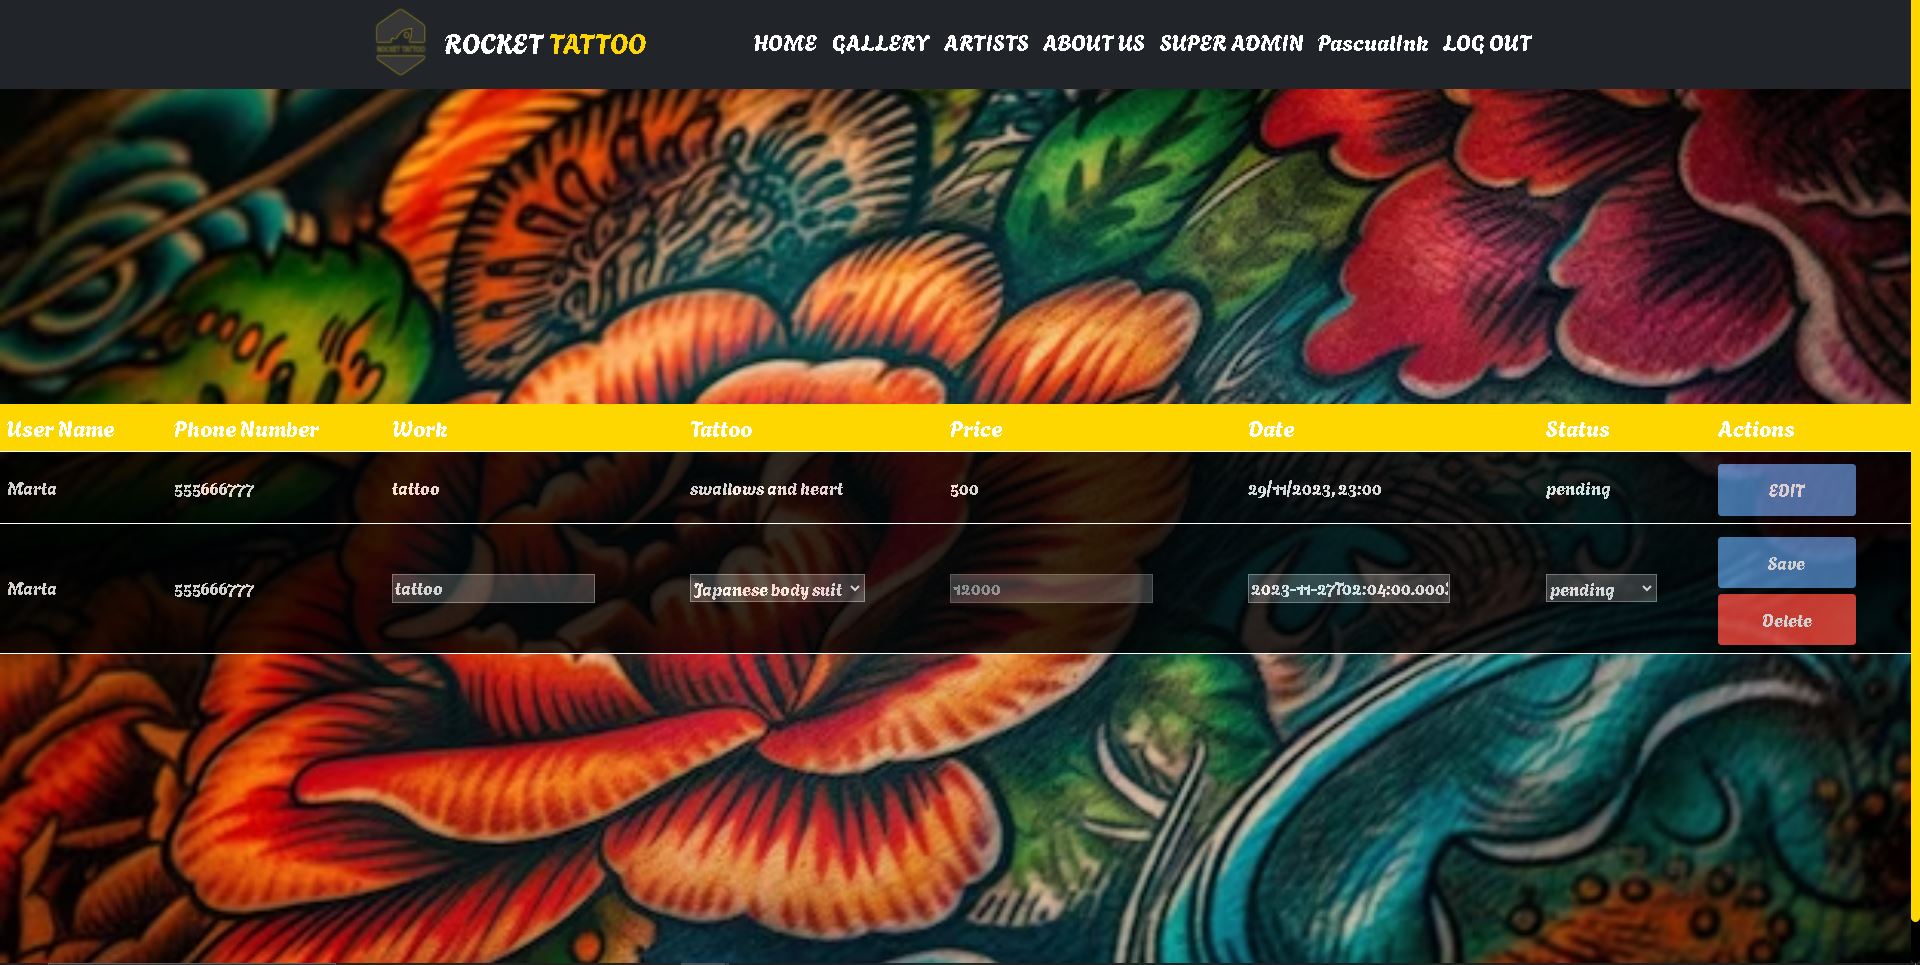 ROCKET TATTOO
ROCKET TATTOO HOME GALLERY ARTISTS ABOUT US SUPER ADMIN PascualInk LOG OUT
User Name Phone Number Work Tattoo Price Date Status Actions
Marta 555666777 tattoo swallows and heart 500 29/11/2023, 23:00 pending EDIT
Marta 555666777 tattoo Japanese body suit 12000 2023-11-27T02:04:00.000 pending Save
Delete